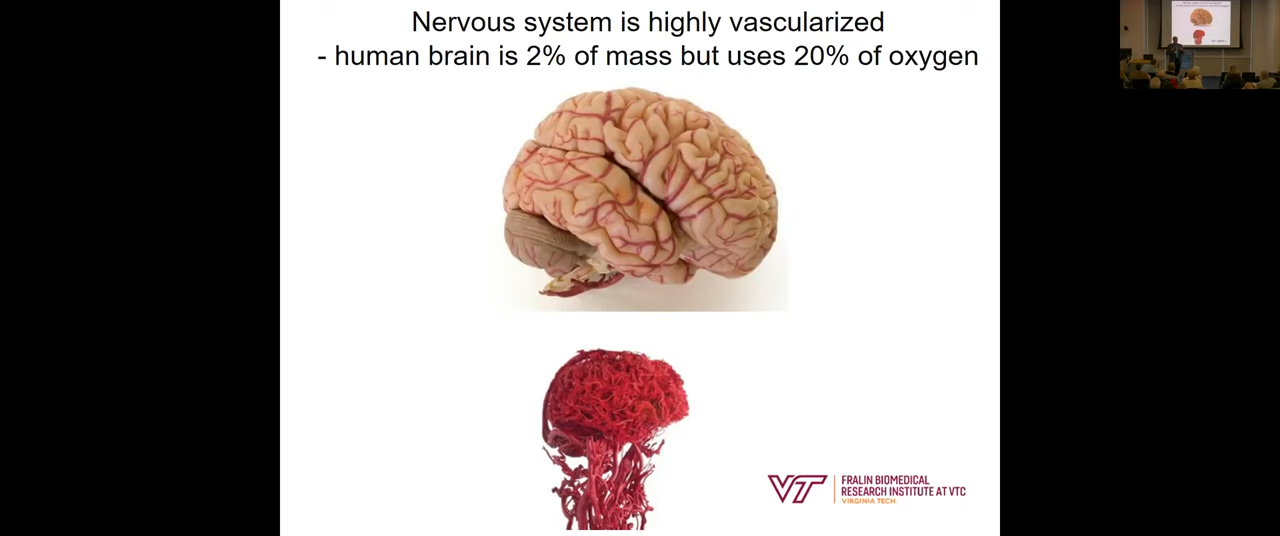 Nervous system is highly vascularized
- human brain is 2% of mass but uses 20% of oxygen
VT
FRALIN BIOMEDICAL
RESEARCH INSTITUTE AT VTC
VIRGINIA TECH